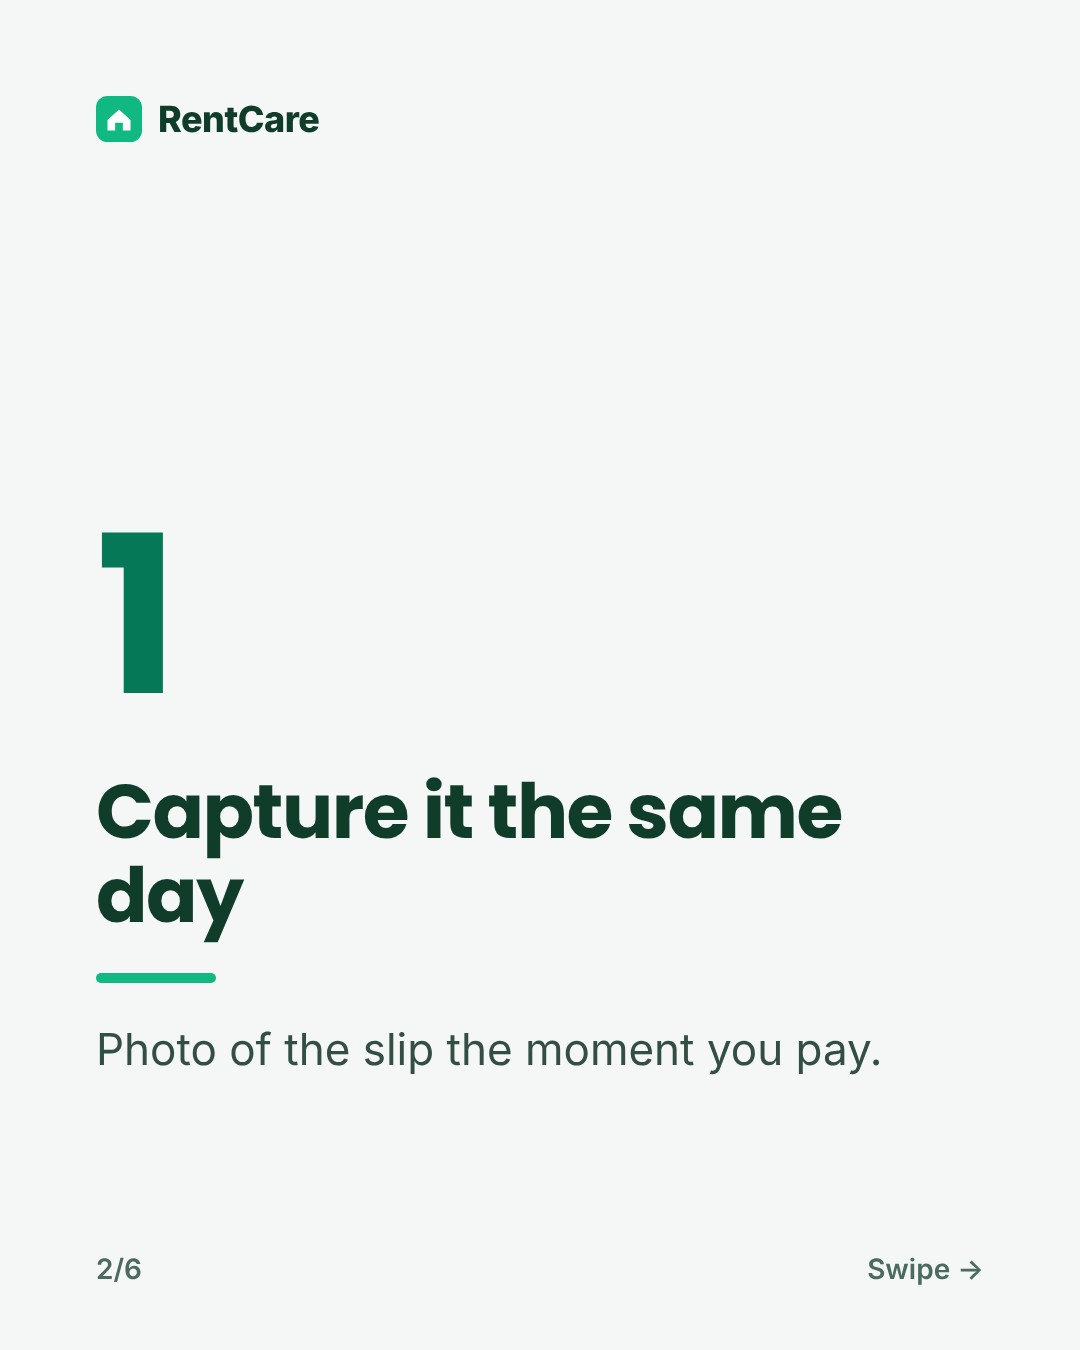 RentCare
1
Capture it the same
day
Photo of the slip the moment you pay.
2/6
Swipe →